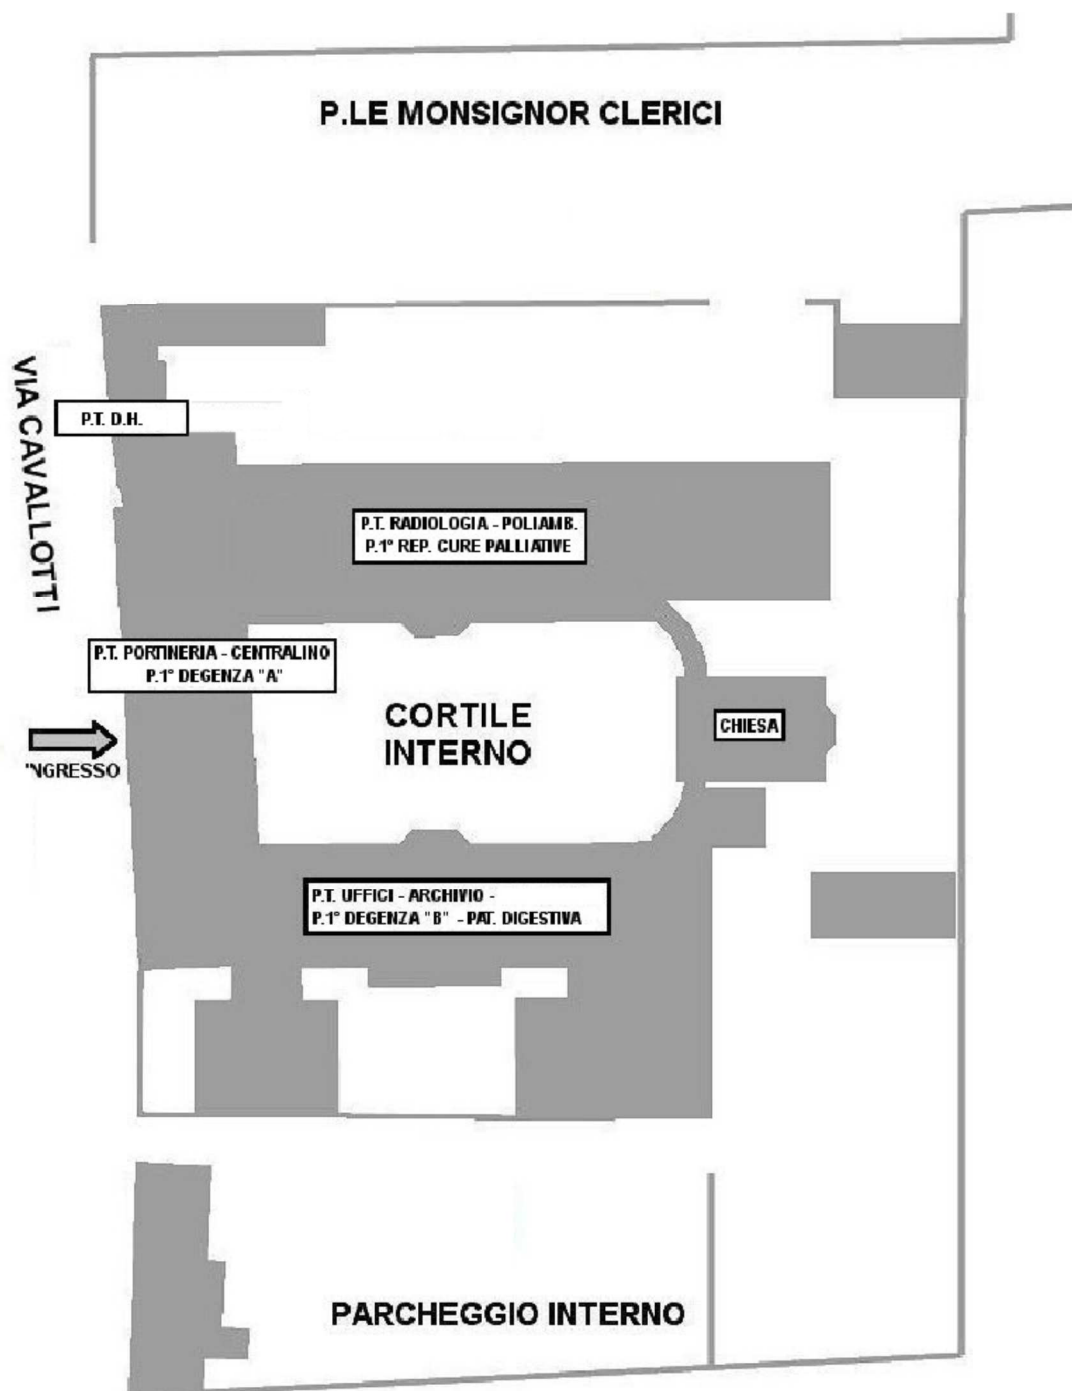 P.LE MONSIGNOR CLERICI
VIA CAVALLOTTI
P.T. D.H.
P.T. RADIOLOGIA - POLIAMB.
P.1° REP. CURE PALLIATIVE
P.T. PORTINERIA - CENTRALINO
P.1° DEGENZA "A"
CORTILE
INTERNO
CHIESA
INGRESSO
P.T. UFFICI - ARCHIVIO -
P.1° DEGENZA "B" - PAT. DIGESTIVA
PARCHEGGIO INTERNO